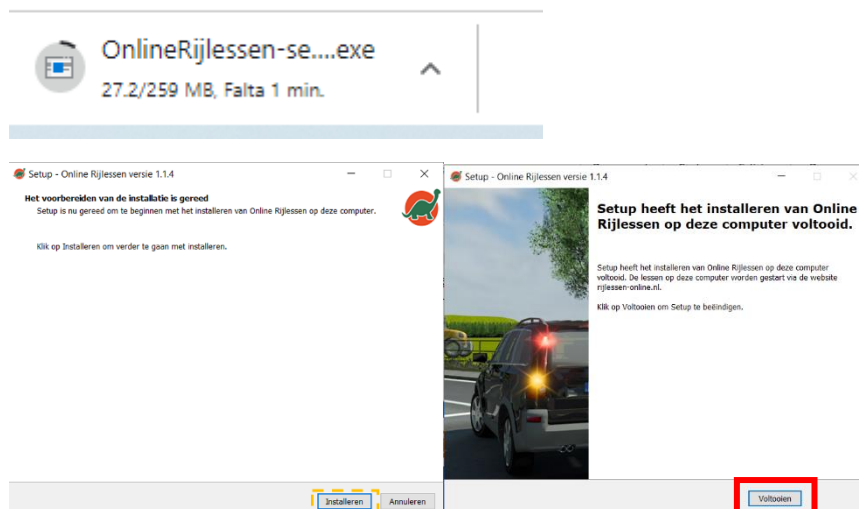 OnlineRijlessen-se....exe
27.2/259 MB, Falta 1 min.
Setup - Online Rijlessen versie 1.1.4
Het voorbereiden van de installatie is gereed
Setup is nu gereed om te beginnen met het installeren van Online Rijlessen op deze computer.
Klik op Installeren om verder te gaan met installeren.
Installeren
Annuleren
Setup - Online Rijlessen versie 1.1.4
Setup heeft het installeren van Online
Rijlessen op deze computer voltooid.
Setup heeft het installeren van Online Rijlessen op deze computer
voltooid. De lessen op deze computer worden gestart via de website
rijlessen-online.nl.
Klik op Voltooien om Setup te beëindigen.
Voltooien